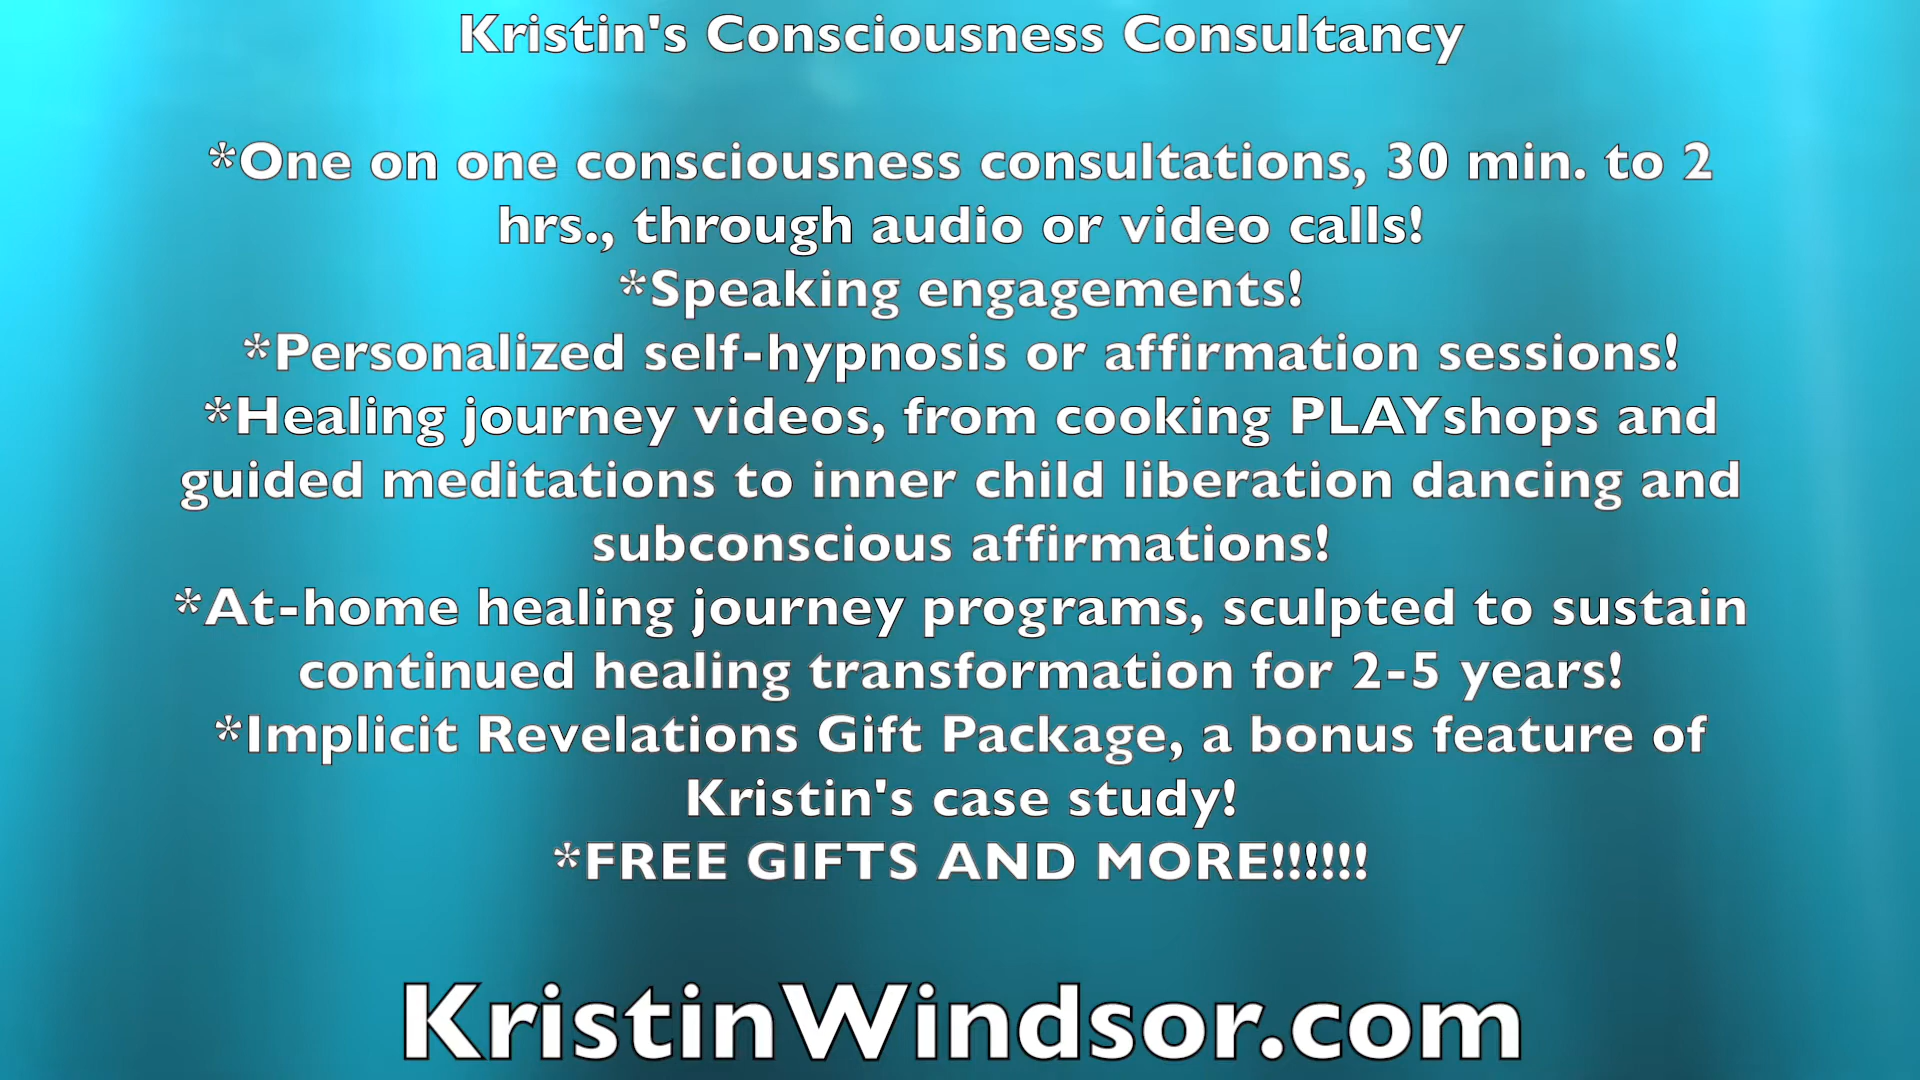 Kristin's Consciousness Consultancy
*One on one consciousness consultations, 30 min. to 2
hrs., through audio or video calls!
*Speaking engagements!
*Personalized self-hypnosis or affirmation sessions!
*Healing journey videos, from cooking PLAYshops and
guided meditations to inner child liberation dancing and
subconscious affirmations!
*At-home healing journey programs, sculpted to sustain
continued healing transformation for 2-5 years!
*Implicit Revelations Gift Package, a bonus feature of
Kristin's case study!
*FREE GIFTS AND MORE!!!!!!
KristinWindsor.com